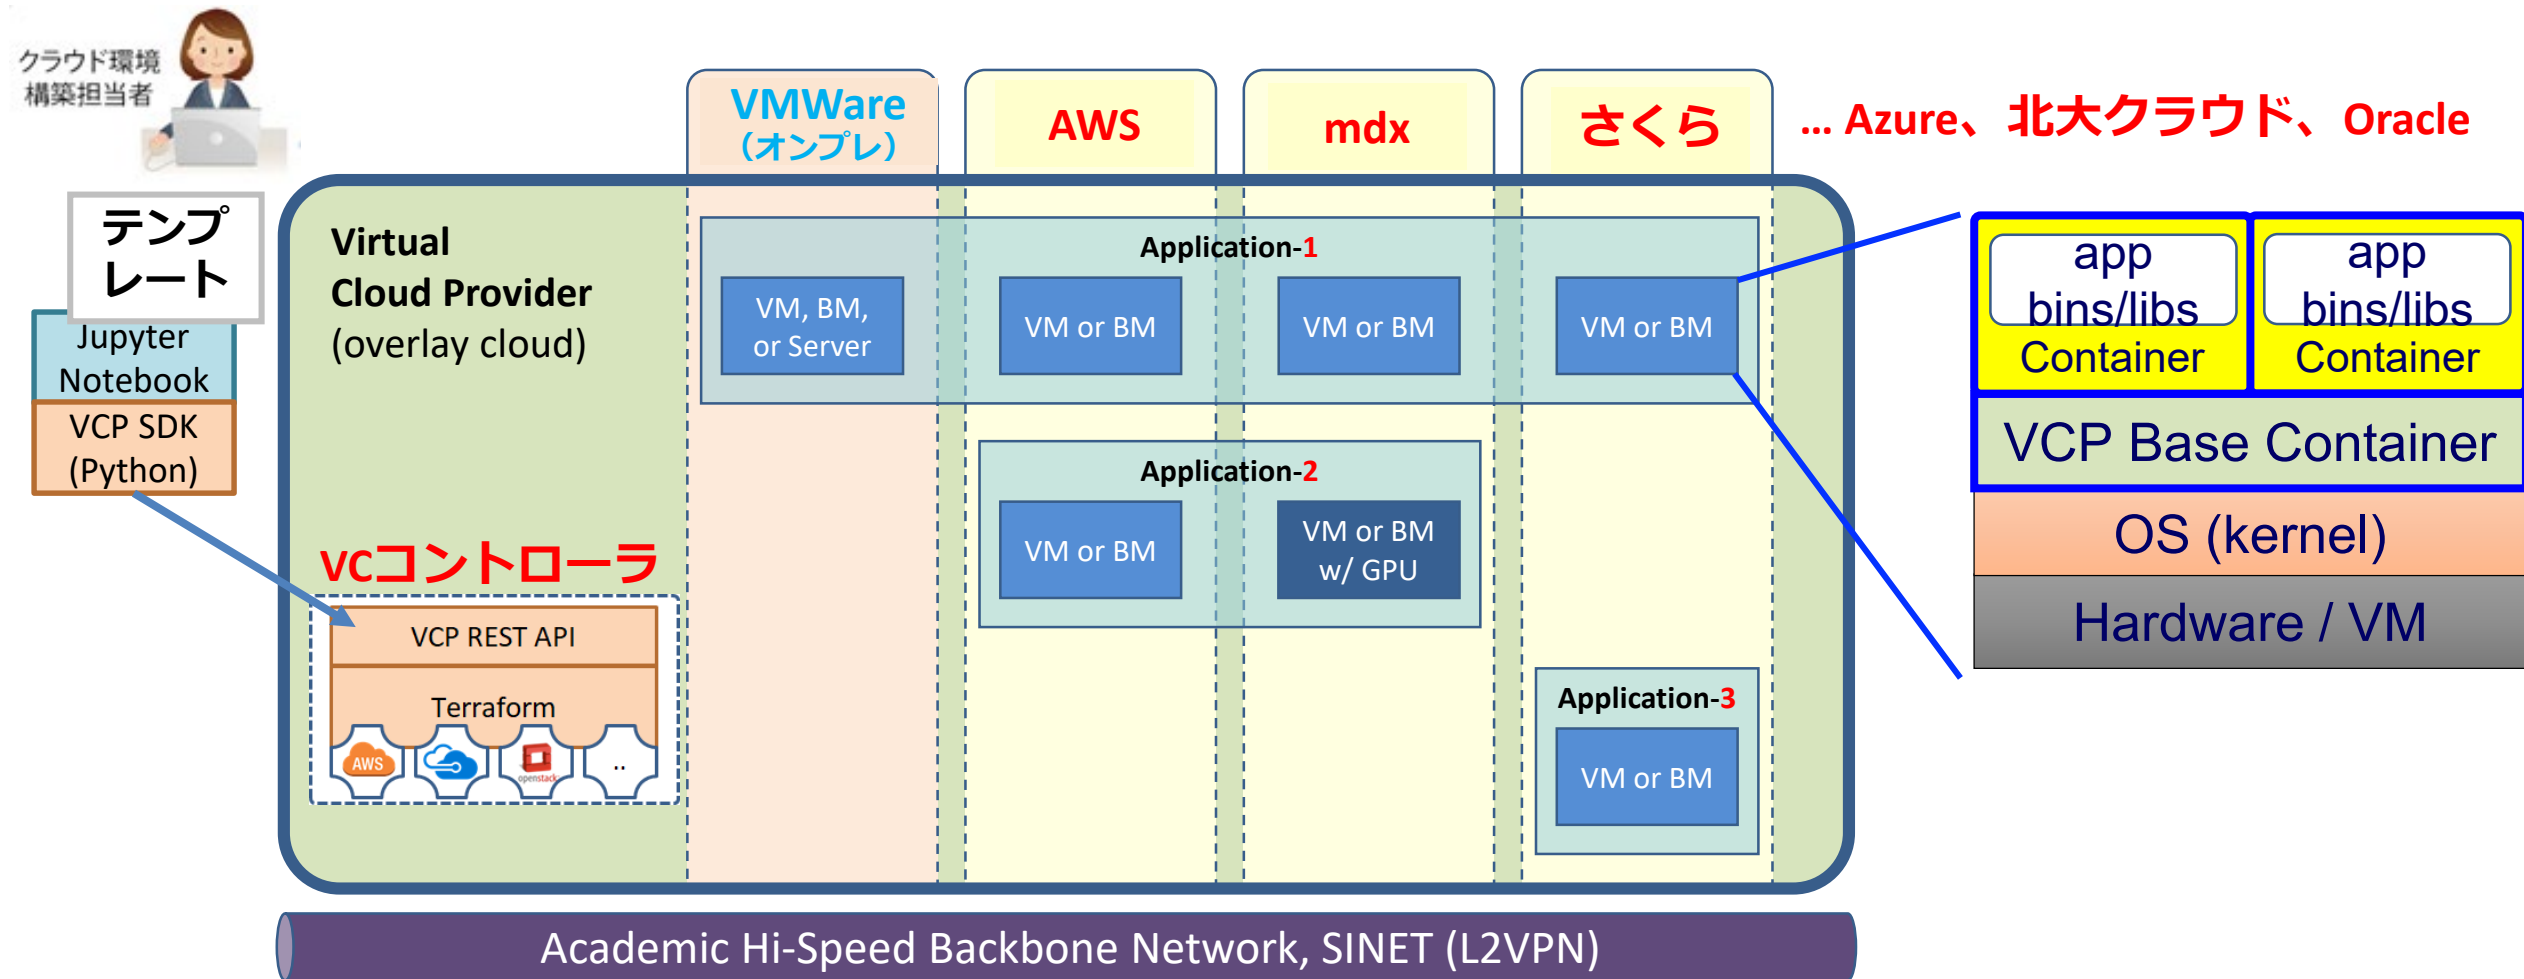 クラウド環境
構築担当者
テンプ
レート
Jupyter
Notebook
VCP SDK
(Python)
VMWare
（オンプレ）
AWS
mdx
さくら
... Azure、北大クラウド、Oracle
Virtual
Cloud Provider
(overlay cloud)
Application-1
VM, BM,
or Server
VM or BM
VM or BM
VM or BM
Application-2
VM or BM
VM or BM
w/ GPU
Application-3
VM or BM
VCコントローラ
VCP REST API
Terraform
AWS
openstack
..
app
bins/libs
Container
app
bins/libs
Container
VCP Base Container
OS (kernel)
Hardware / VM
Academic Hi-Speed Backbone Network, SINET (L2VPN)